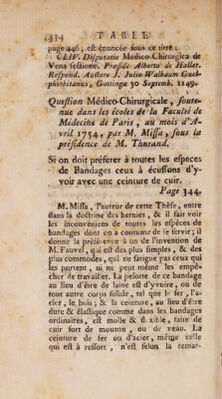 434 TABLE
page 446, est énoncée sous ce titre:
CLIV. Disputatio Medico-Chirurgica de
Vena sectione. Præside Alberto de Haller.
Respond. Auctore J. Julio Walbaum Guel-
pherbitanus, Gottingæ 30 Septemb. 1149.
Question Médico-Chirurgicale, soute-
nue dans les écoles de la Faculté de
Médecine de Paris, au mois d'A-
vril 1754, par M. Missa, sous la
présidence de M. Thurand.
Si on doit préférer à toutes les especes
de Bandages ceux à écussons d'y-
voir avec une ceinture de cuir.
Page 344.
M. Missa, l'auteur de cette Thèse, entre
dans la doctrine des hernies, & il fait voir
les inconvéniens de toutes les espèces de
bandages dont on a coutume de se servir; il
donne la préférence à un de l'invention de
M. Fauvel, qui est des plus simples, & des
plus commodes, qui ne fatigue pas ceux qui
les portent, ni ne peut même les empê-
cher de travailler. La pelotte de ce bandage
au lieu d'être de laine est d'yvoire, ou de
tout autre corps solide, tel que le fer, l'a-
cier, le buis; & la ceinture, au lieu d'être
dure & élastique comme dans les bandages
ordinaires, est molle & flexible, faite de
cuir fort de mouton, ou de veau. La
ceinture de fer ou d'acier, même celle
qui est à ressort, n'est selon la remar-